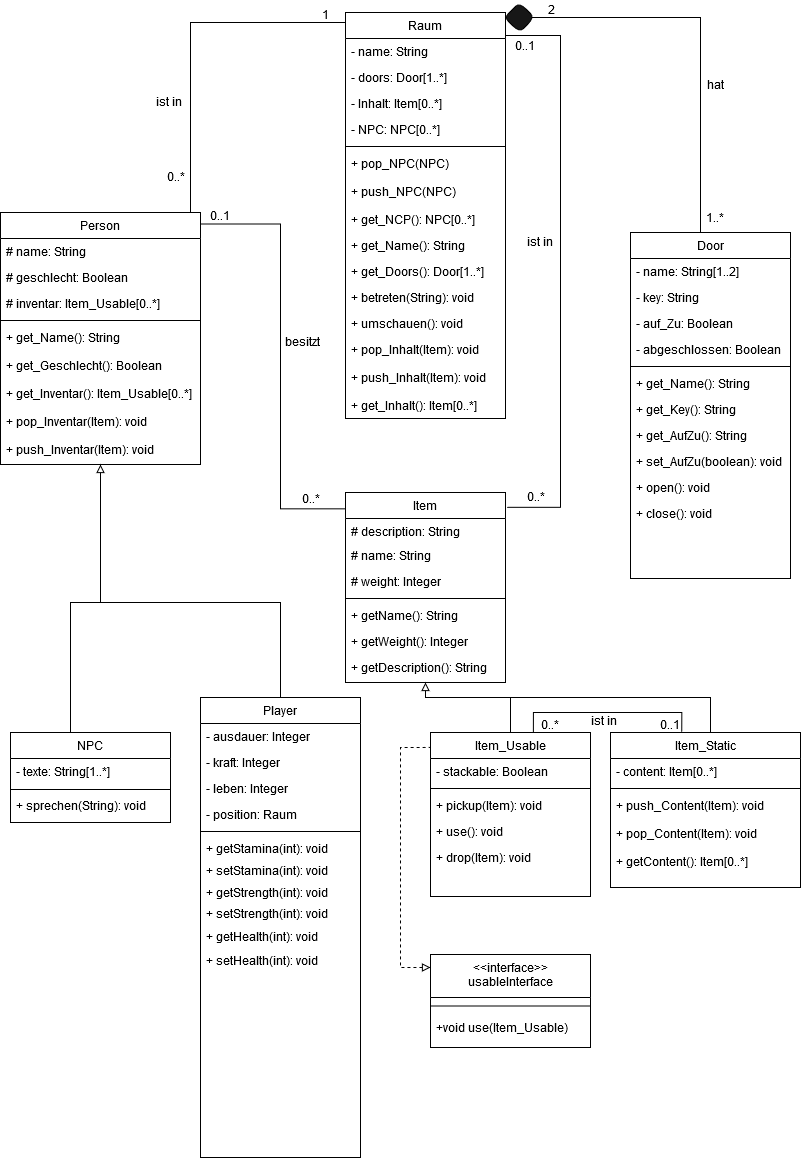 1
Raum
2
- name: String
- doors: Door[1..*]
- Inhalt: Item[0..*]
- NPC: NPC[0..*]
+ pop_NPC(NPC)
+ push_NPC(NPC)
+ get_NCP(): NPC[0..*]
+ get_Name(): String
+ get_Doors(): Door[1..*]
+ betreten(String): void
+ umschauen(): void
+ pop_Inhalt(Item): void
+ push_Inhalt(Item): void
+ get_Inhalt(): Item[0..*]
0..1
ist in
0..*
hat
1..*
ist in
0..*
0..1
besitzt
0..*
Person
# name: String
# geschlecht: Boolean
# inventar: Item_Usable[0..*]
+ get_Name(): String
+ get_Geschlecht(): Boolean
+ get_Inventar(): Item_Usable[0..*]
+ pop_Inventar(Item): void
+ push_Inventar(Item): void
Door
- name: String[1..2]
- key: String
- auf_Zu: Boolean
- abgeschlossen: Boolean
+ get_Name(): String
+ get_Key(): String
+ get_AufZu(): String
+ set_AufZu(boolean): void
+ open(): void
+ close(): void
Item
# description: String
# name: String
# weight: Integer
+ getName(): String
+ getWeight(): Integer
+ getDescription(): String
NPC
- texte: String[1..*]
+ sprechen(String): void
Player
- ausdauer: Integer
- kraft: Integer
- leben: Integer
- position: Raum
+ getStamina(int): void
+ setStamina(int): void
+ getStrength(int): void
+ setStrength(int): void
+ getHealth(int): void
+ setHealth(int): void
0..*
ist in
0..1
Item_Usable
- stackable: Boolean
+ pickup(Item): void
+ use(): void
+ drop(Item): void
Item_Static
- content: Item[0..*]
+ push_Content(Item): void
+ pop_Content(Item): void
+ getContent(): Item[0..*]
<<interface>>
usableInterface
+void use(Item_Usable)